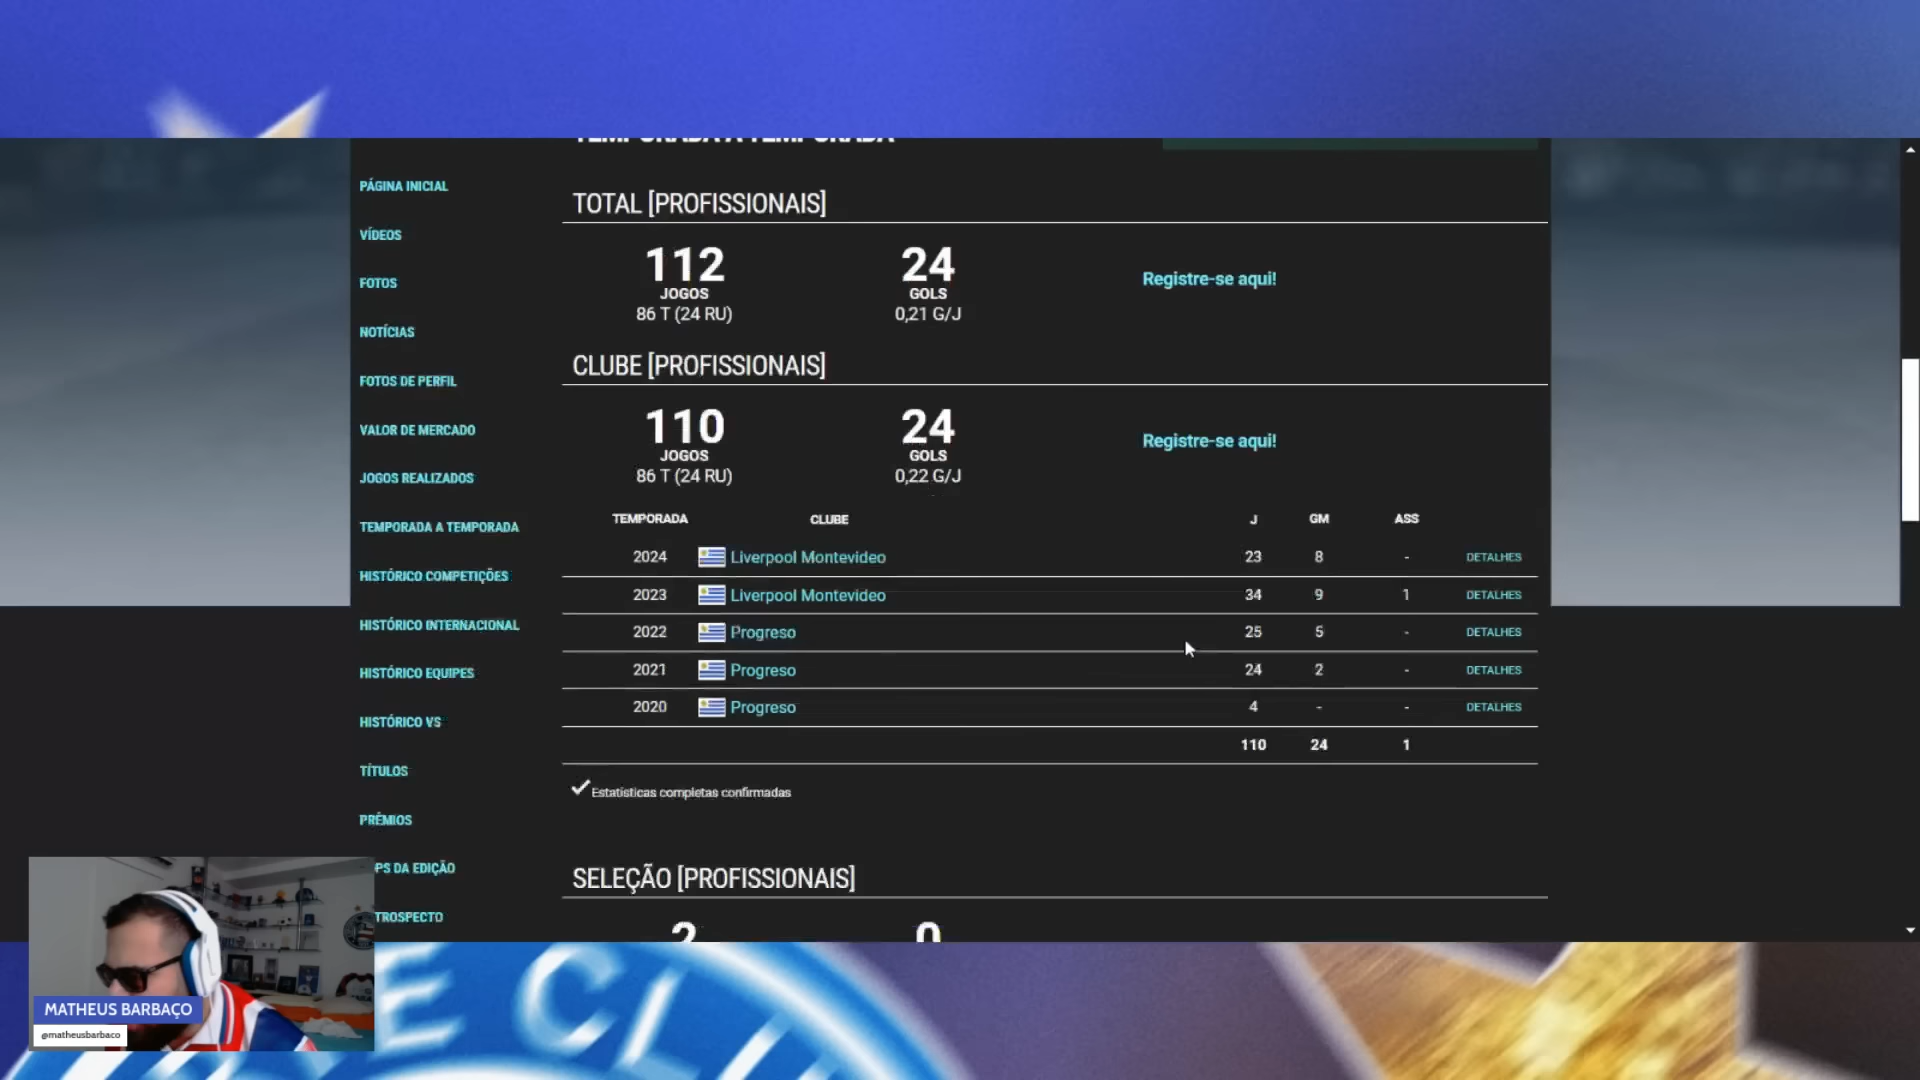 TEMPORADA A TEMPORADA
PÁGINA INICIAL
VÍDEOS
FOTOS
NOTÍCIAS
FOTOS DE PERFIL
VALOR DE MERCADO
JOGOS REALIZADOS
TEMPORADA A TEMPORADA
HISTÓRICO COMPETIÇÕES
HISTÓRICO INTERNACIONAL
HISTÓRICO EQUIPES
HISTÓRICO VS
TÍTULOS
PRÊMIOS
PS DA EDIÇÃO
TROSPECTO
TOTAL [PROFISSIONAIS]
112 24
JOGOS GOLS Registre-se aqui!
86 T (24 RU) 0,21 G/J
CLUBE [PROFISSIONAIS]
110 24
JOGOS GOLS Registre-se aqui!
86 T (24 RU) 0,22 G/J
TEMPORADA CLUBE J GM ASS
2024 Liverpool Montevideo 23 8 - DETALHES
2023 Liverpool Montevideo 34 9 1 DETALHES
2022 Progreso 25 5 - DETALHES
2021 Progreso 24 2 - DETALHES
2020 Progreso 4 - - DETALHES
110 24 1
Estatísticas completas confirmadas
SELEÇÃO [PROFISSIONAIS]
2 0
MATHEUS BARBAÇO
@matheusbarbaco
E CLU